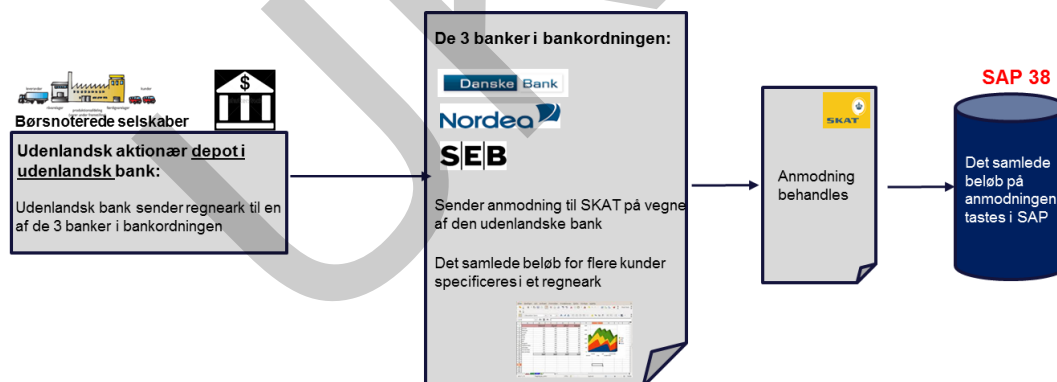 Børsnoterede selskaber
$
Udenlandsk aktionær depot i
udenlandsk bank:
Udenlandsk bank sender regneark til en
af de 3 banker i bankordningen
De 3 banker i bankordningen:
Danske Bank
Nordea
SEB
Sender anmodning til SKAT på vegne
af den udenlandske bank
Det samlede beløb for flere kunder
specificeres i et regneark
SKAT
Anmodning
behandles
SAP 38
Det samlede
beløb på
anmodningen
tastes i SAP